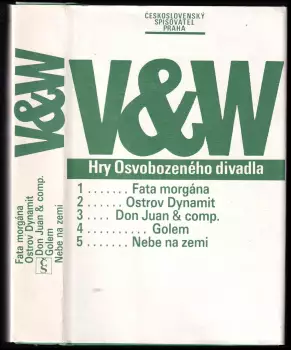 V&W
Fata morgána
Ostrov Dynamit
Don Juan & comp.
Golem
Nebe na zemi
ČESKOSLOVENSKÝ
SPISOVATEL
PRAHA
V&W
Hry Osvobozeného divadla
1 ....... Fata morgána
2 ...... Ostrov Dynamit
3 .... Don Juan & comp.
4 .......... Golem
5 ....... Nebe na zemi